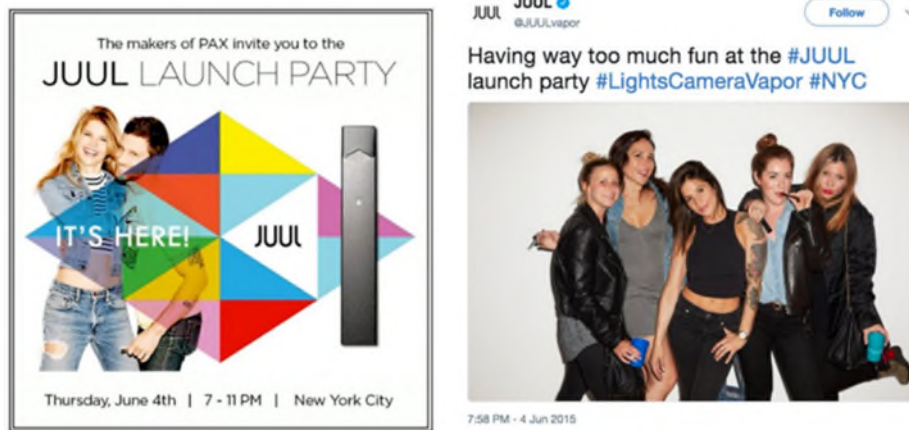 The makers of PAX invite you to the
JUUL LAUNCH PARTY
IT'S HERE!
JUUL
Thursday, June 4th | 7 - 11 PM | New York City
JUUL
JUUL
@JUULvapor
Follow
Having way too much fun at the #JUUL
launch party #LightsCameraVapor #NYC
7:58 PM - 4 Jun 2015